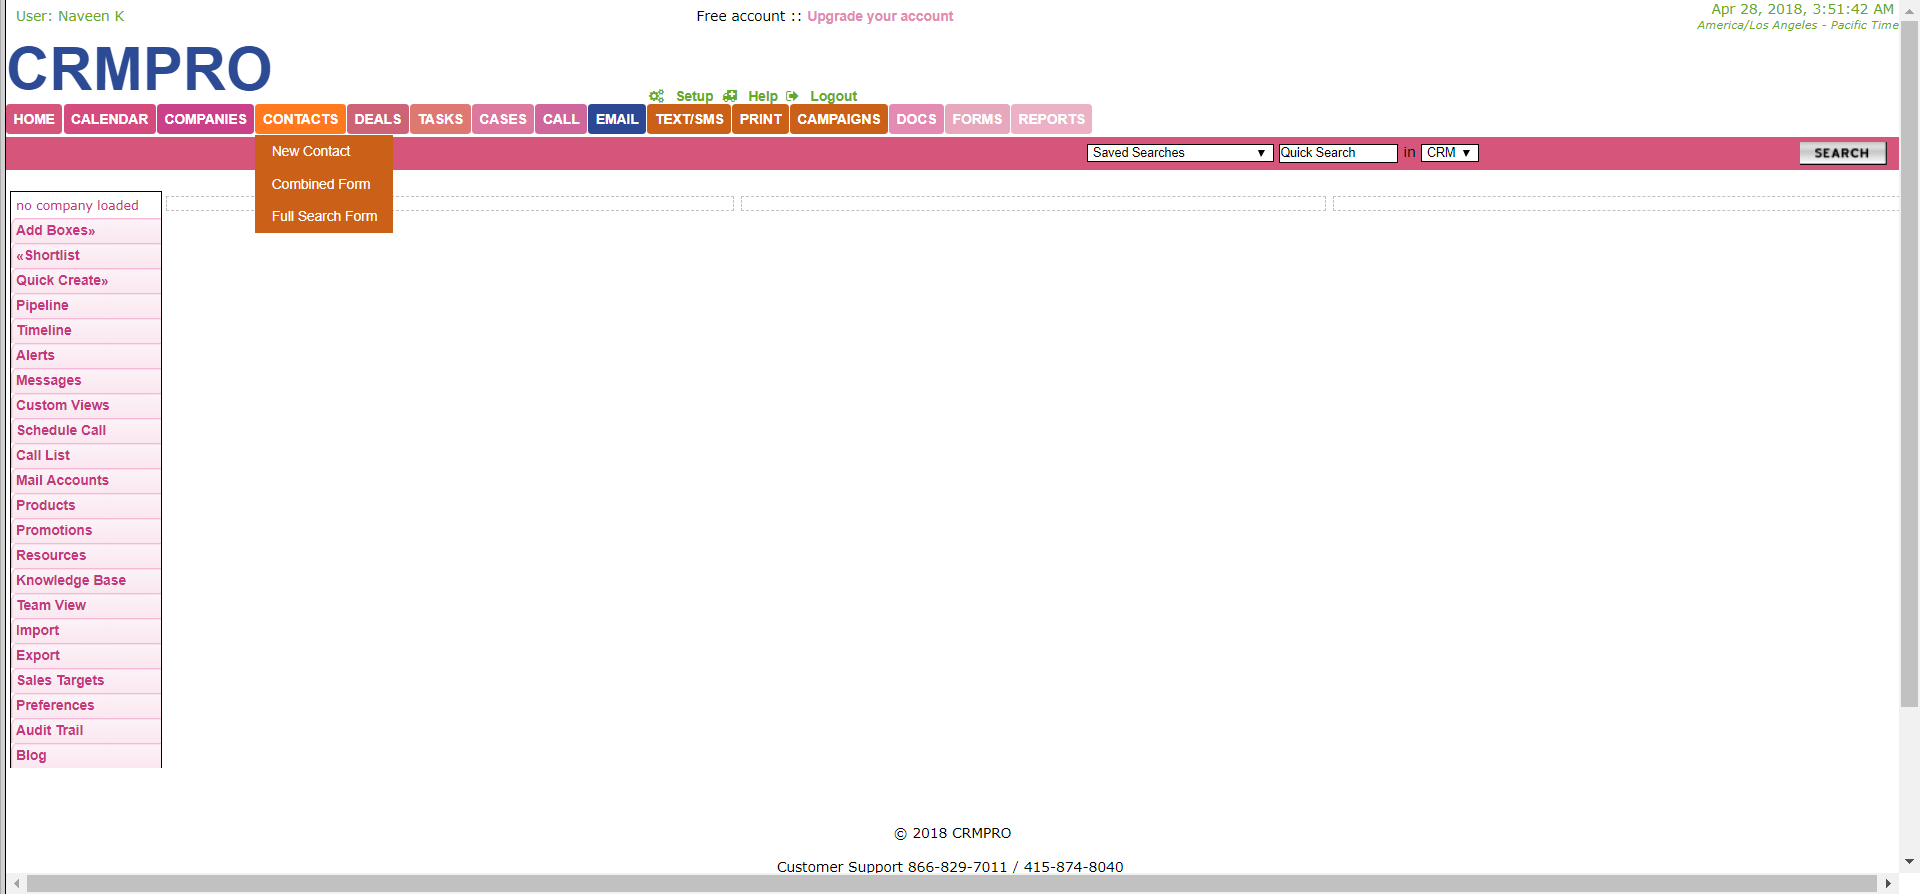 User: Naveen K
Free account :: Upgrade your account
Apr 28, 2018, 3:51:42 AM
America/Los Angeles - Pacific Time
CRMPRO
Setup Help Logout
HOME CALENDAR COMPANIES CONTACTS DEALS TASKS CASES CALL EMAIL TEXT/SMS PRINT CAMPAIGNS DOCS FORMS REPORTS
New Contact
Combined Form
Full Search Form
Saved Searches Quick Search in CRM SEARCH
no company loaded
Add Boxes»
«Shortlist
Quick Create»
Pipeline
Timeline
Alerts
Messages
Custom Views
Schedule Call
Call List
Mail Accounts
Products
Promotions
Resources
Knowledge Base
Team View
Import
Export
Sales Targets
Preferences
Audit Trail
Blog
© 2018 CRMPRO
Customer Support 866-829-7011 / 415-874-8040